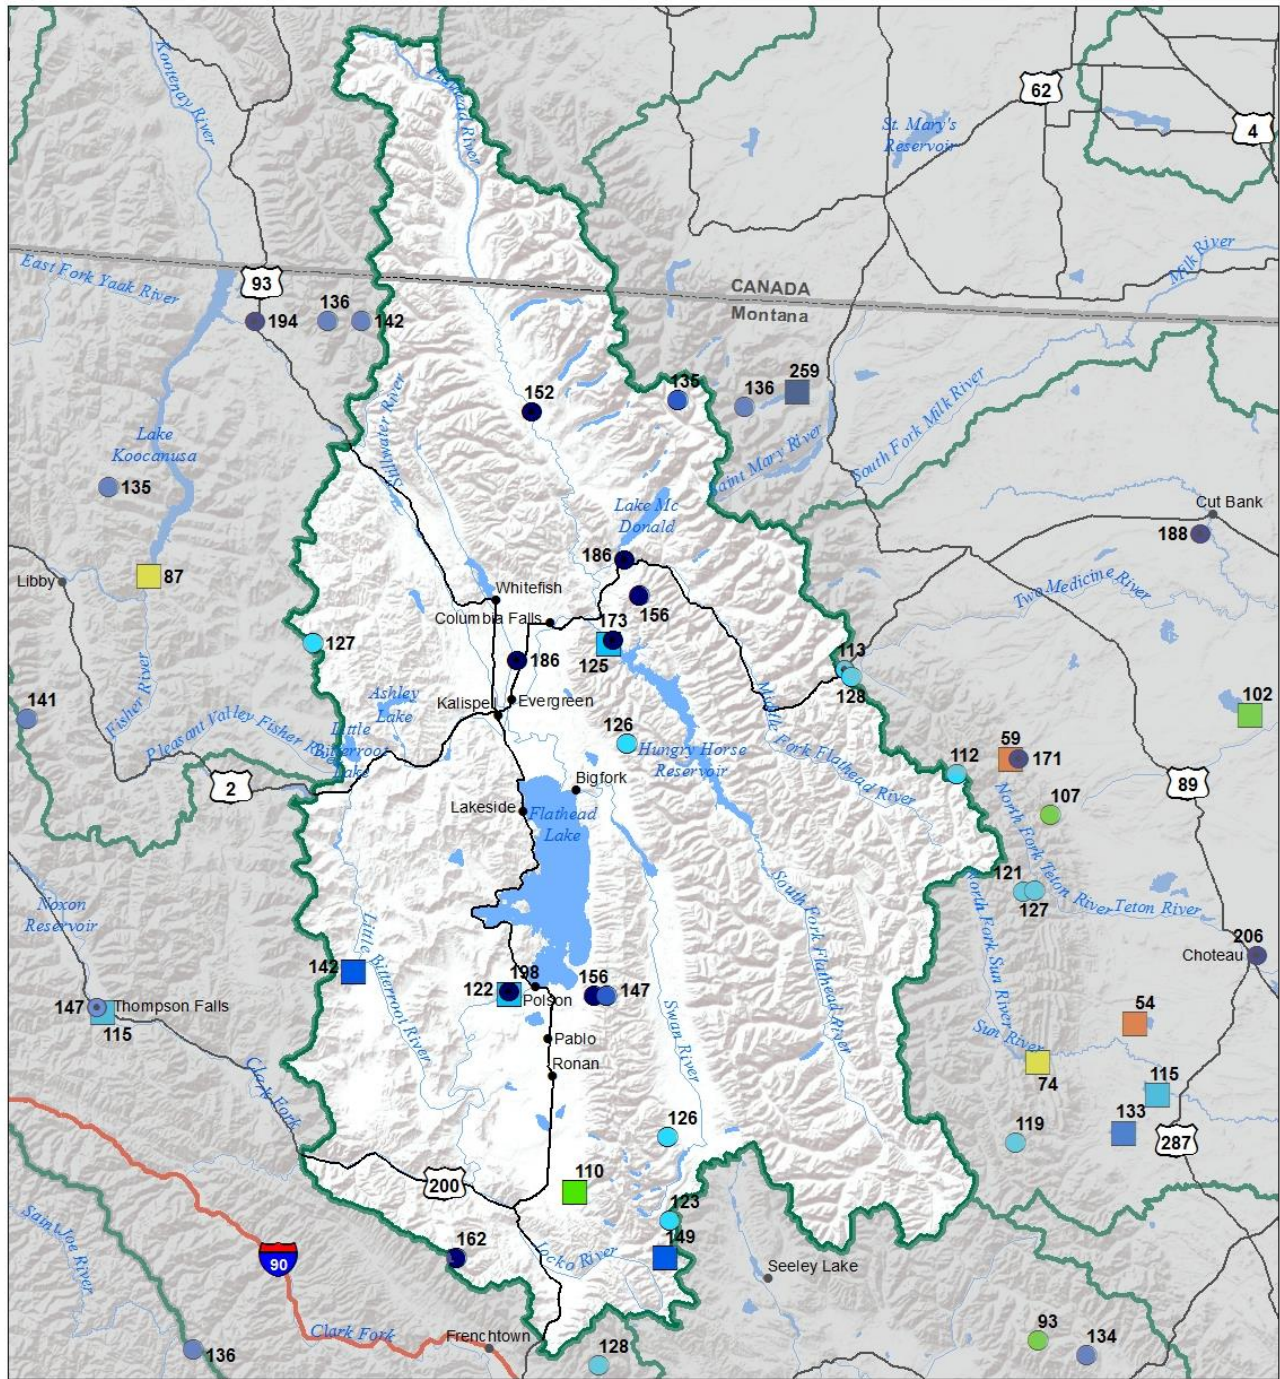 Kootenay River
Flathead River
62
4
St. Mary's
Reservoir
East Fork Yaak River
93
194
136
142
CANADA
Montana
Milk River
152
135
136
259
Stillwater River
Saint Mary River
South Fork Milk River
Lake
Koocanusa
135
Lake Mc
Donald
Cut Bank
188
Libby
87
186
Whitefish
Columbia Falls
156
173
125
Two Medicine River
127
186
113
128
141
Fisher River
Pleasant Valley Fisher River
Ashley
Lake
Little
Bitterroot
Lake
Kalispell
Evergreen
126
Hungry Horse
Reservoir
Middle Fork Flathead River
102
2
59
171
112
89
Bigfork
Lakeside
Flathead
Lake
107
North Fork Teton River
121
127
Teton River
Noxon
Reservoir
North Fork Sun River
South Fork Flathead River
206
Choteau
142
Little Bitterroot River
122
198
Polson
156
147
147
Thompson Falls
115
Swan River
54
Sun River
74
Pablo
Ronan
115
133
119
287
Clark Fork
126
200
110
123
149
162
Jocko River
Saint Joe River
90
Seeley Lake
Clark Fork
Frenchtown
136
128
93
134